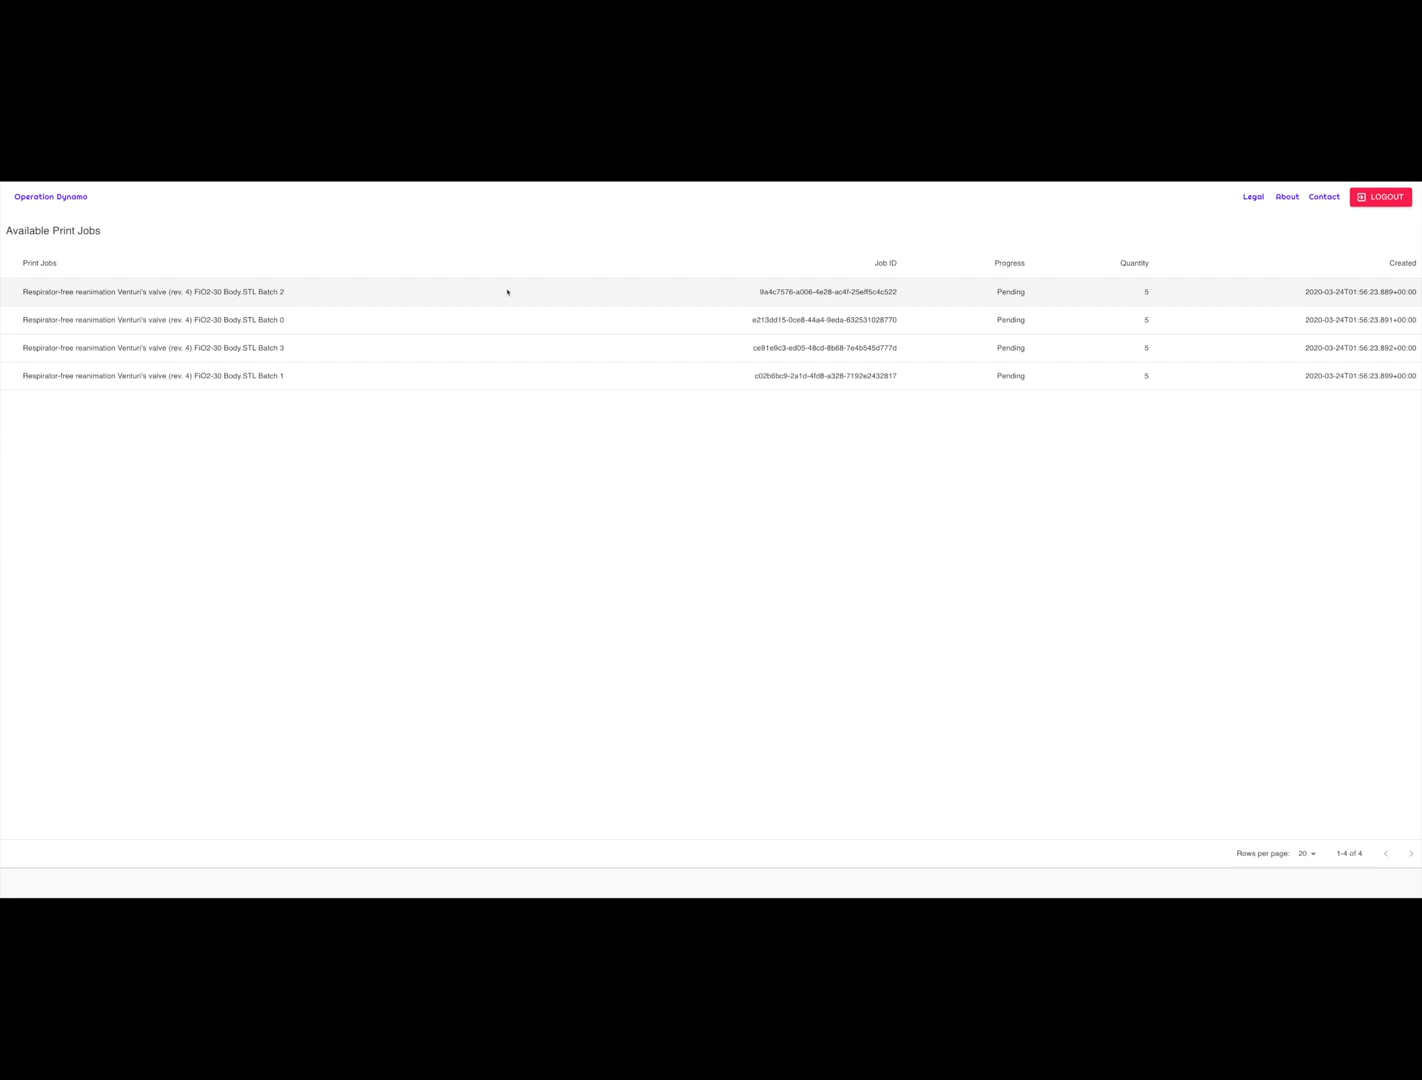 Operation Dynamo Legal About Contact LOGOUT
Available Print Jobs
Print Jobs Job ID Progress Quantity Created
Respirator-free reanimation Venturi's valve (rev. 4) FiO2-30 Body.STL Batch 2 9a4c7576-a006-4e28-ac4f-25eff5c4c522 Pending 5 2020-03-24T01:56:23.889+00:00
Respirator-free reanimation Venturi's valve (rev. 4) FiO2-30 Body.STL Batch 0 e213dd15-0ce8-44a4-9eda-632531028770 Pending 5 2020-03-24T01:56:23.891+00:00
Respirator-free reanimation Venturi's valve (rev. 4) FiO2-30 Body.STL Batch 3 ce91e9c3-ed05-48cd-8b68-7e4b545d777d Pending 5 2020-03-24T01:56:23.892+00:00
Respirator-free reanimation Venturi's valve (rev. 4) FiO2-30 Body.STL Batch 1 c02b6bc9-2a1d-4fd8-a328-7192e2432817 Pending 5 2020-03-24T01:56:23.899+00:00
Rows per page: 20 1-4 of 4